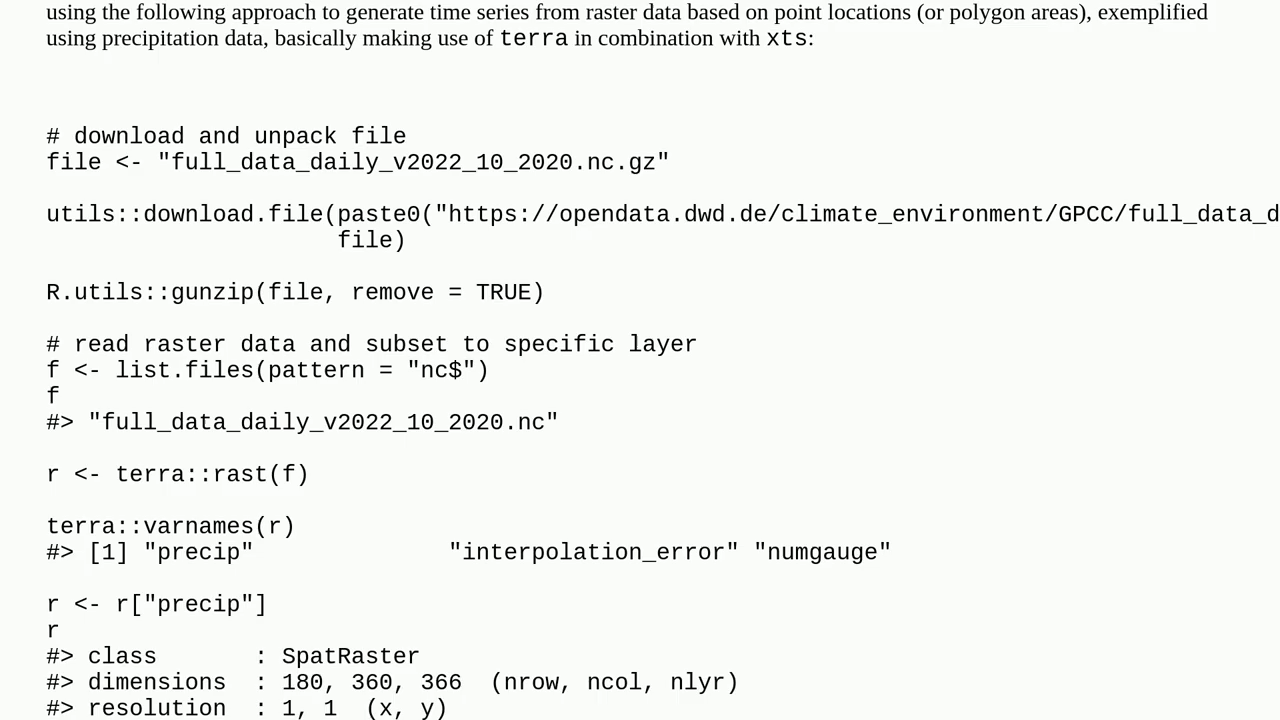 using the following approach to generate time series from raster data based on point locations (or polygon areas), exemplified
using precipitation data, basically making use of terra in combination with xts:
# download and unpack file
file <- "full_data_daily_v2022_10_2020.nc.gz"
utils::download.file(paste0("https://opendata.dwd.de/climate_environment/GPCC/full_data_d
                     file)
R.utils::gunzip(file, remove = TRUE)
# read raster data and subset to specific layer
f <- list.files(pattern = "nc$")
f
#> "full_data_daily_v2022_10_2020.nc"
r <- terra::rast(f)
terra::varnames(r)
#> [1] "precip"              "interpolation_error" "numgauge"
r <- r["precip"]
r
#> class       : SpatRaster
#> dimensions  : 180, 360, 366  (nrow, ncol, nlyr)
#> resolution  : 1, 1  (x, y)